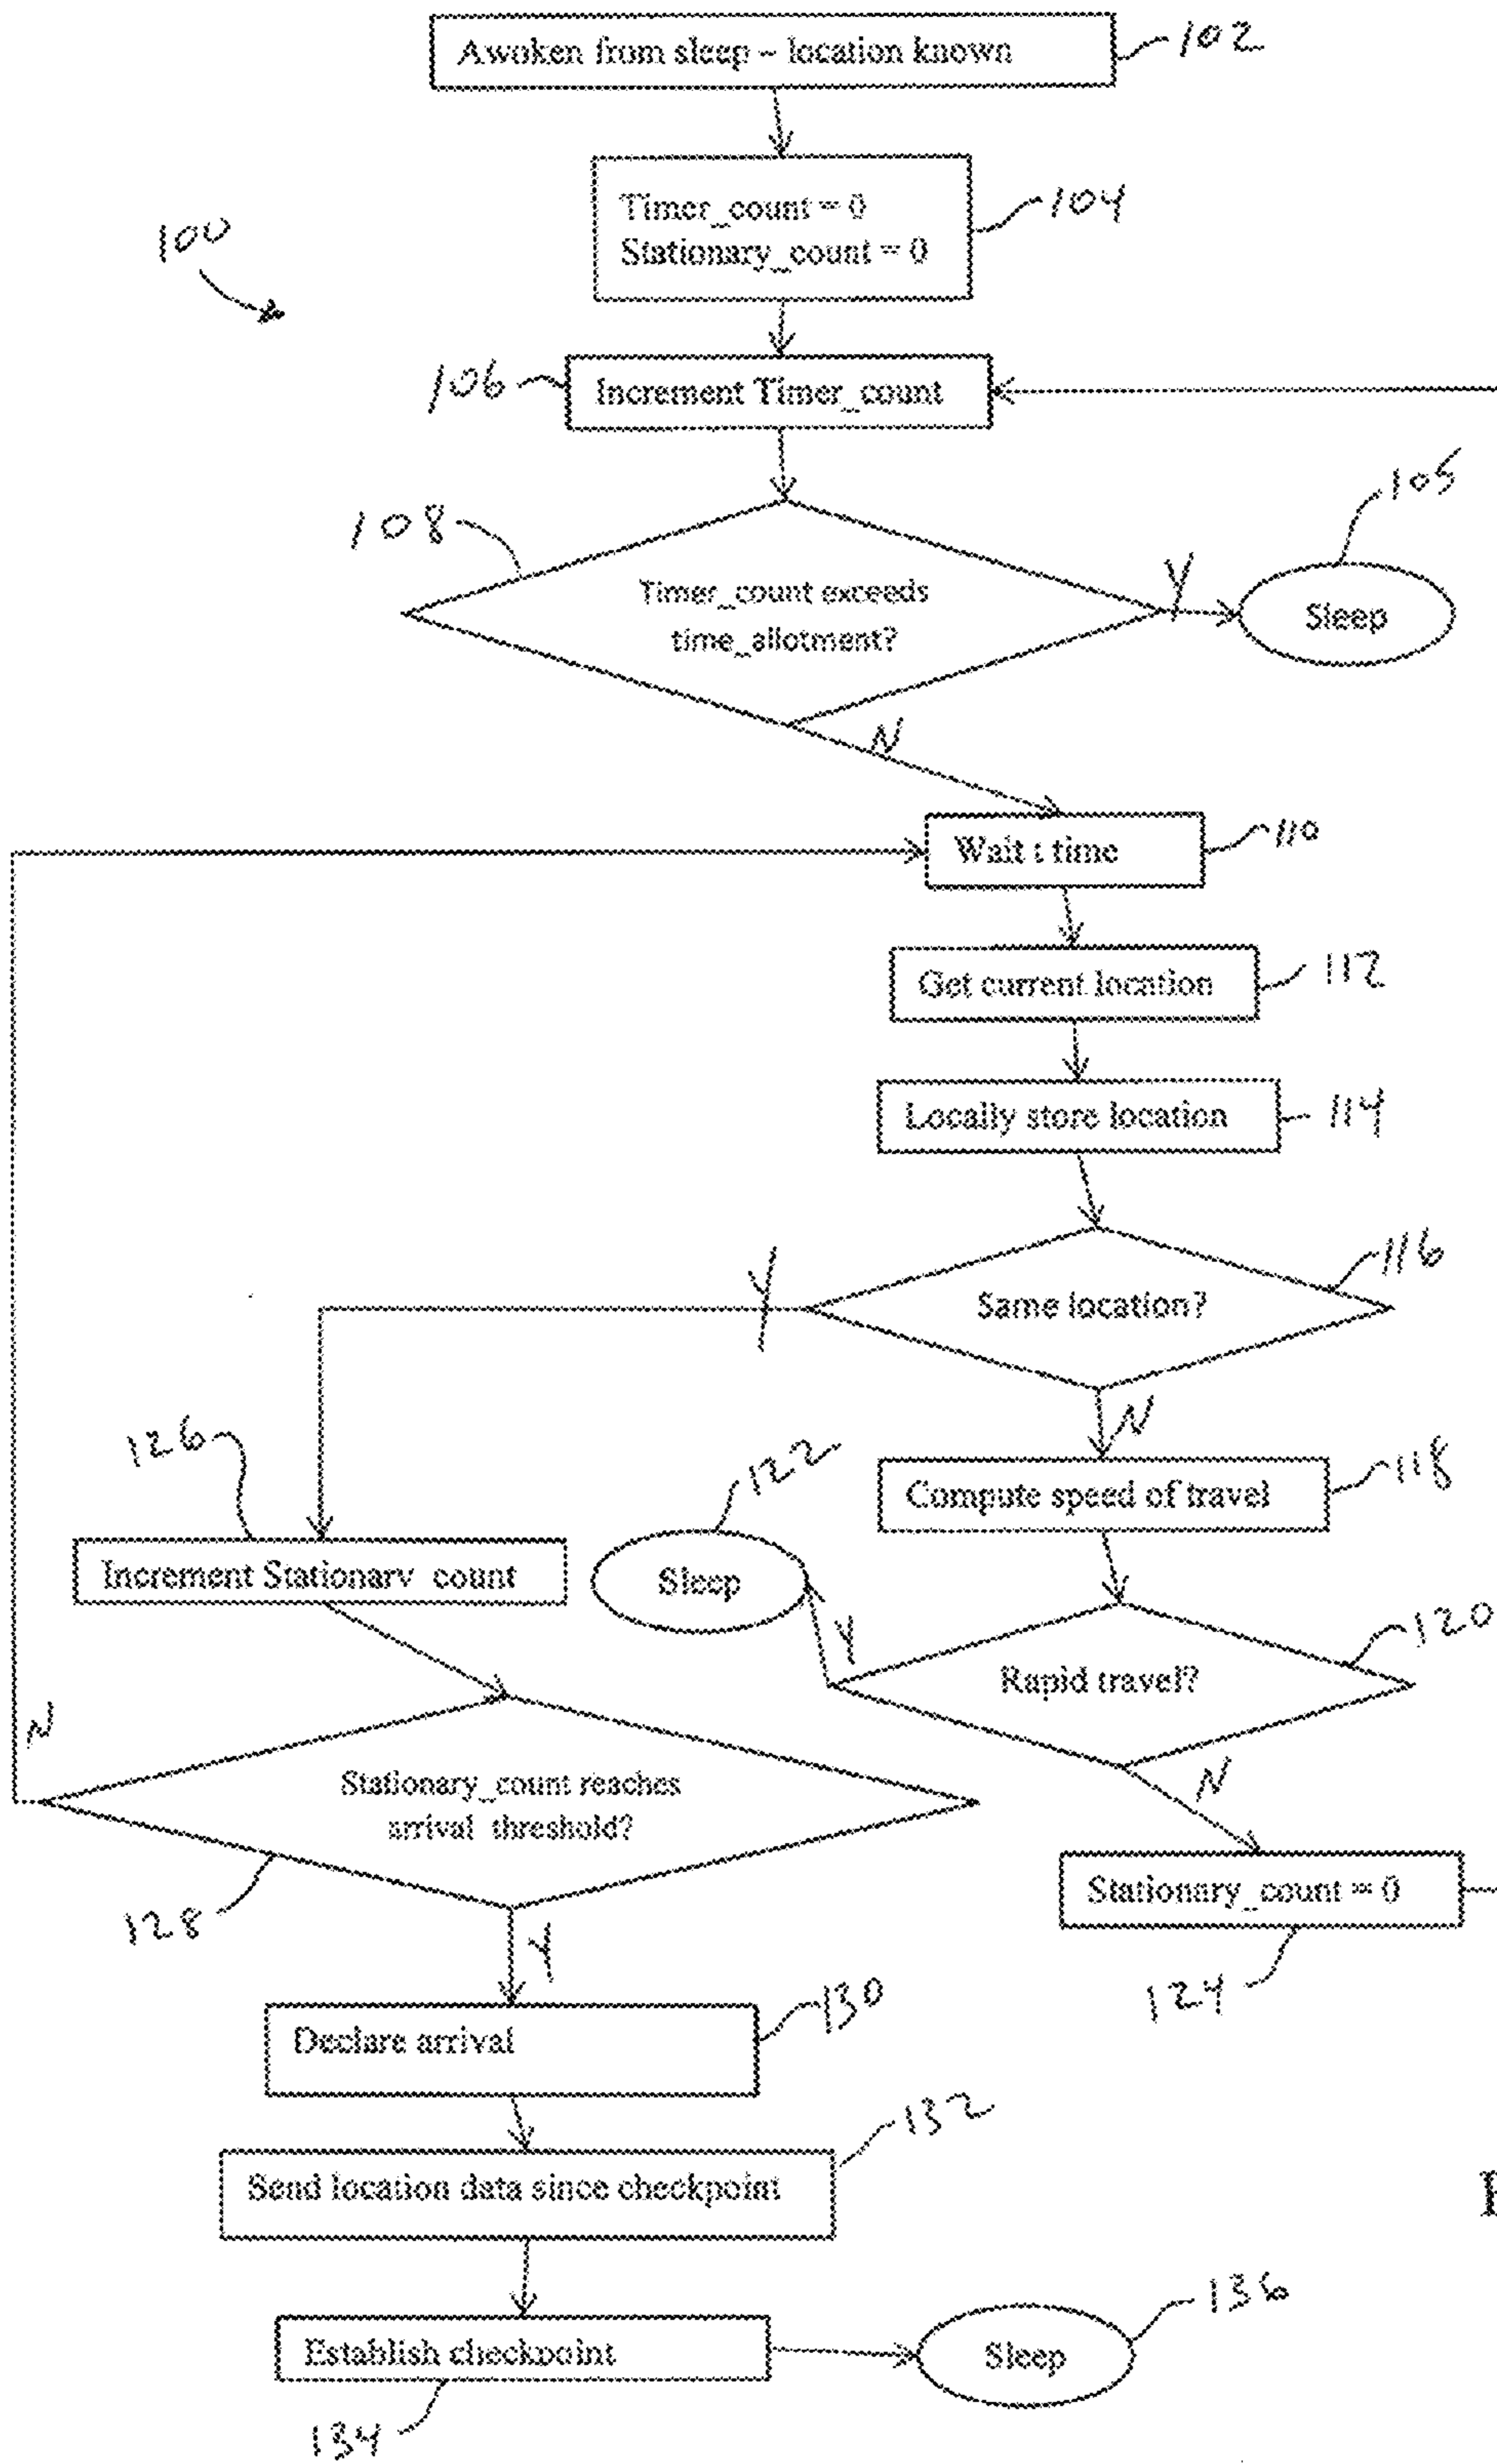 Awoken from sleep – location known
102
Timer_count = 0
Stationary_count = 0
104
100
106
Increment Timer_count
108
Timer_count exceeds
time_allotment?
Y
105
Sleep
N
Wait t time
110
Get current location
112
Locally store location
114
Same location?
116
Y
N
126
Increment Stationary_count
122
Sleep
Compute speed of travel
118
Y
Rapid travel?
120
N
N
Stationary_count reaches
arrival_threshold?
128
Stationary_count = 0
124
Y
Declare arrival
130
Send location data since checkpoint
132
Establish checkpoint
134
Sleep
136